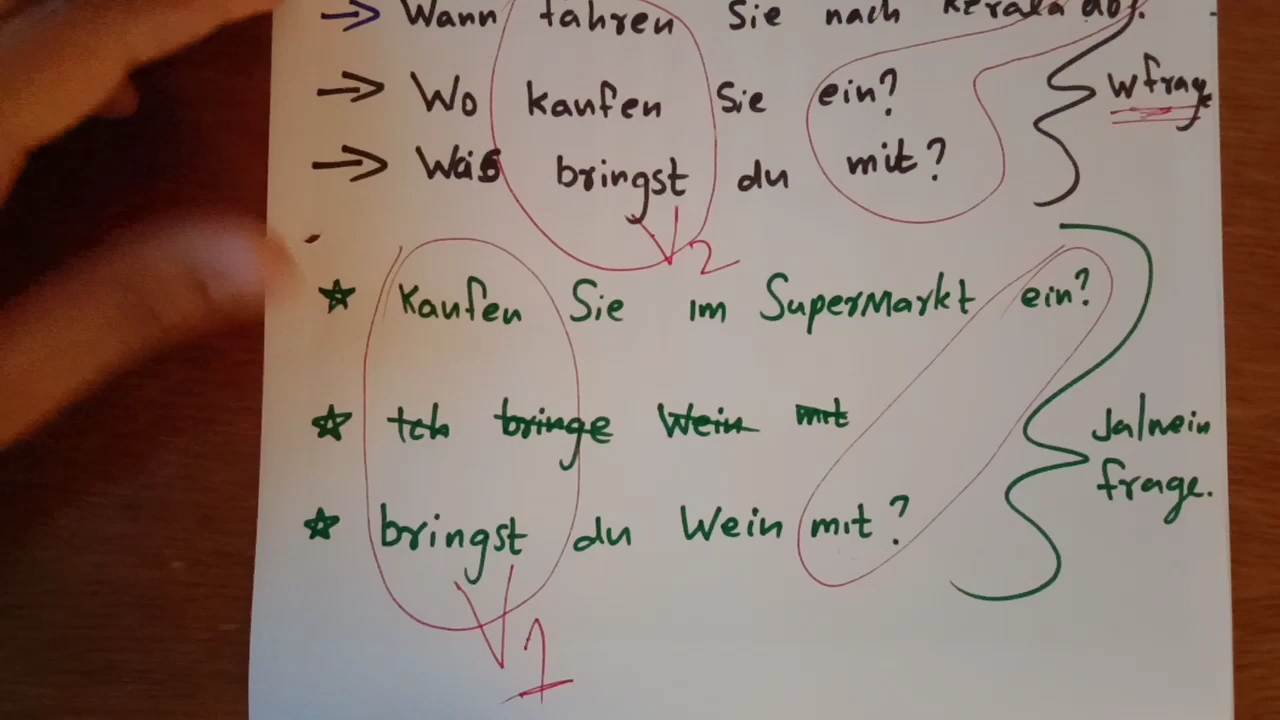 → Wann fahren Sie nach Kerala ab?
→ Wo kaufen Sie ein?
→ Was bringst du mit?
Wfrage
V2
☆ Kaufen Sie im Supermarkt ein?
☆ Ich bringe Wein mit
☆ bringst du Wein mit?
Ja/nein
frage.
V1